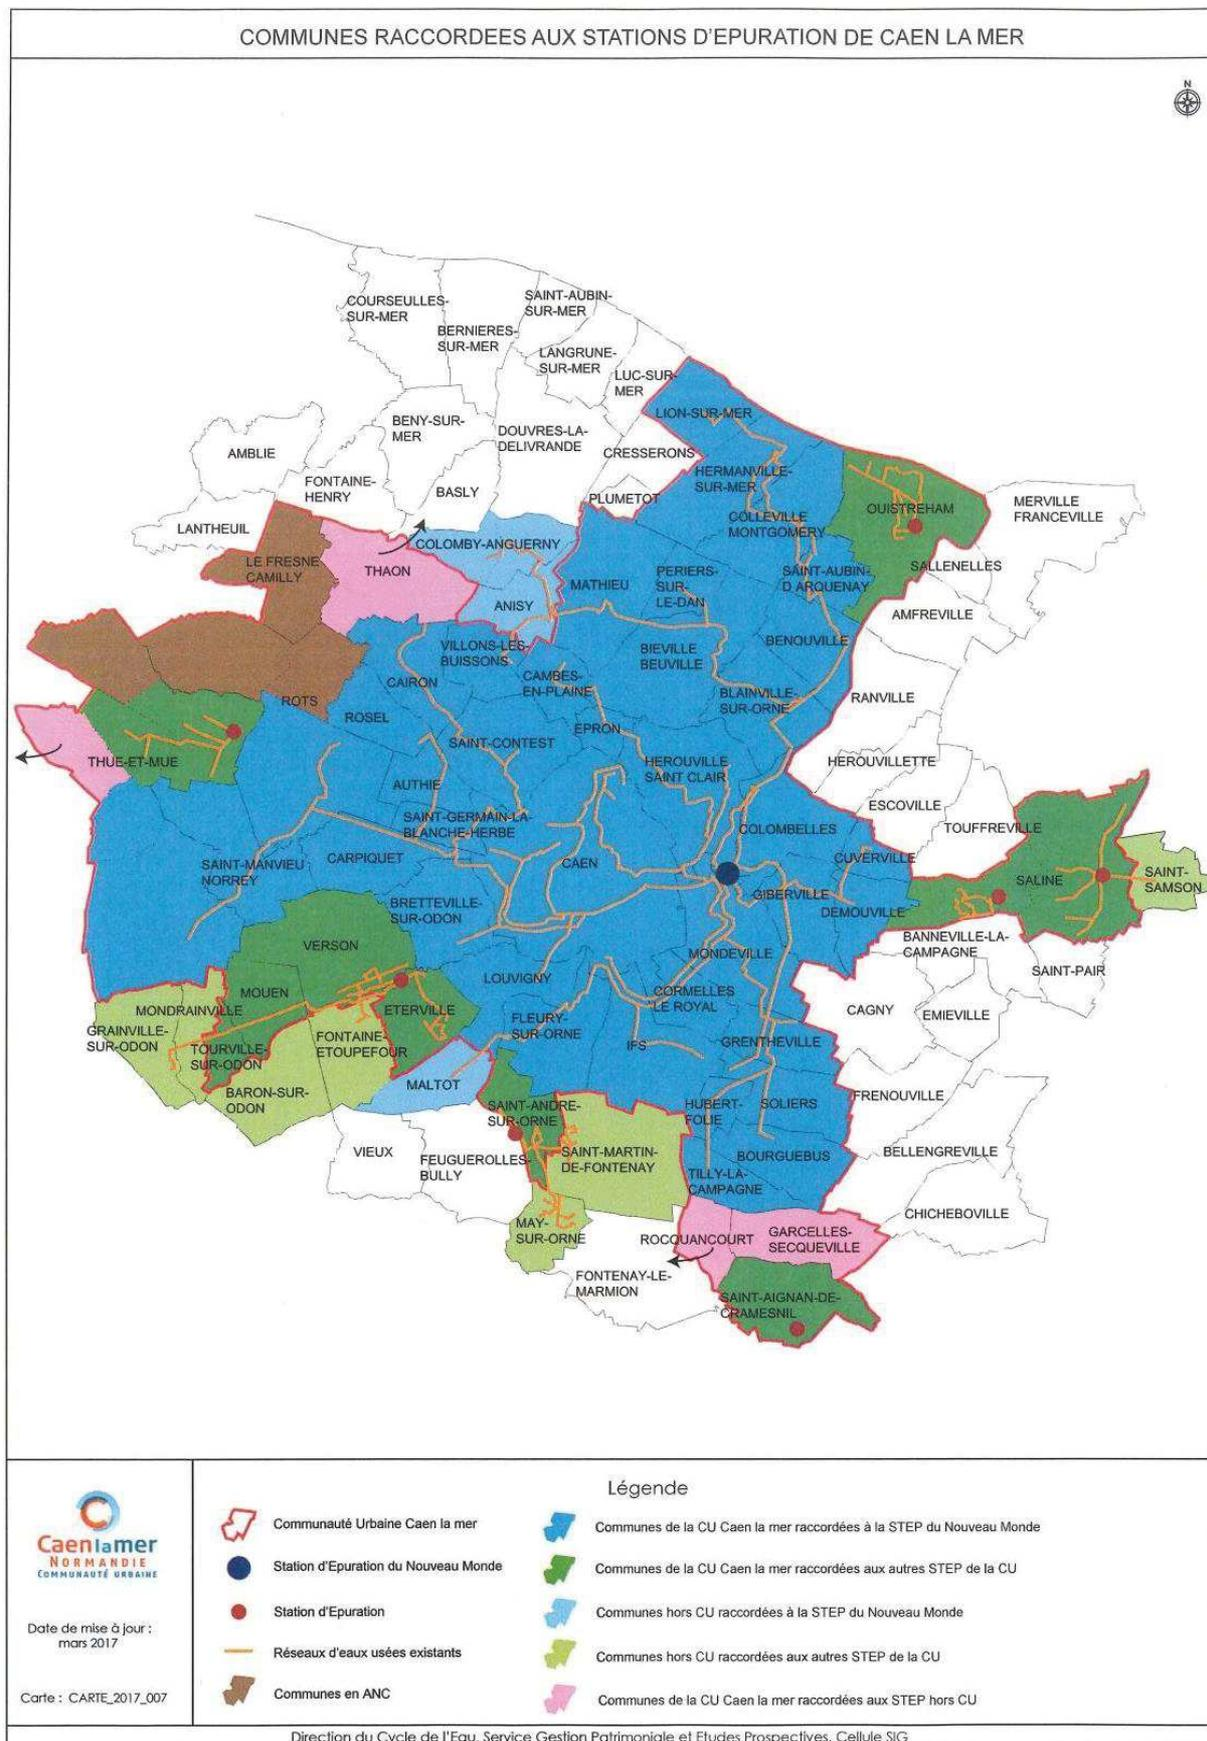 COMMUNES RACCORDEES AUX STATIONS D'EPURATION DE CAEN LA MER
N
COURSEULLES-
SUR-MER
BERNIERES-
SUR-MER
SAINT-AUBIN-
SUR-MER
LANGRUNE-
SUR-MER
LUC-SUR-
MER
LION-SUR-MER
BENY-SUR-
MER
DOUVRES-LA-
DELIVRANDE
CRESSERONS
AMBLIE
FONTAINE-
HENRY
BASLY
PLUMETOT
HERMANVILLE-
SUR-MER
COLLEVILLE
MONTGOMERY
OUISTREHAM
MERVILLE
FRANCEVILLE
LANTHEUIL
COLOMBY-ANGUERNY
LE FRESNE
CAMILLY
THAON
ANISY
MATHIEU
PERIERS-
SUR-
LE-DAN
SAINT-AUBIN-
D ARQUENAY
SALLENELLES
AMFREVILLE
VILLONS-LES-
BUISSONS
BIEVILLE
BEUVILLE
BENOUVILLE
CAIRON
CAMBES-
EN-PLAINE
BLAINVILLE-
SUR-ORNE
RANVILLE
ROTS
ROSEL
EPRON
SAINT-CONTEST
THUE-ET-MUE
HEROUVILLE
SAINT CLAIR
HEROUVILLETTE
AUTHIE
ESCOVILLE
SAINT-GERMAIN-LA-
BLANCHE-HERBE
COLOMBELLES
TOUFFREVILLE
SAINT-MANVIEU
NORREY
CARPIQUET
CAEN
CUVERVILLE
SALINE
SAINT-
SAMSON
GIBERVILLE
BRETTEVILLE-
SUR-ODON
DEMOUVILLE
VERSON
BANNEVILLE-LA-
CAMPAGNE
MONDEVILLE
SAINT-PAIR
LOUVIGNY
MOUEN
CORMELLES
LE ROYAL
MONDRAINVILLE
ETERVILLE
CAGNY
EMIEVILLE
GRAINVILLE-
SUR-ODON
FLEURY-
SUR-ORNE
FONTAINE-
ETOUPEFOUR
TOURVILLE-
SUR-ODON
IFS
GRENTHEVILLE
MALTOT
BARON-SUR-
ODON
FRENOUVILLE
SAINT-ANDRE-
SUR-ORNE
HUBERT-
FOLIE
SOLIERS
VIEUX
FEUGUEROLLES-
BULLY
SAINT-MARTIN-
DE-FONTENAY
BOURGUEBUS
BELLENGREVILLE
TILLY-LA-
CAMPAGNE
CHICHEBOVILLE
MAY-
SUR-ORNE
ROCQUANCOURT
GARCELLES-
SECQUEVILLE
FONTENAY-LE-
MARMION
SAINT-AIGNAN-DE-
CRAMESNIL
Légende
Caen la mer
NORMANDIE
COMMUNAUTÉ URBAINE
Date de mise à jour :
mars 2017
Carte : CARTE_2017_007
Communauté Urbaine Caen la mer
Station d'Epuration du Nouveau Monde
Station d'Epuration
Réseaux d'eaux usées existants
Communes en ANC
Communes de la CU Caen la mer raccordées à la STEP du Nouveau Monde
Communes de la CU Caen la mer raccordées aux autres STEP de la CU
Communes hors CU raccordées à la STEP du Nouveau Monde
Communes hors CU raccordées aux autres STEP de la CU
Communes de la CU Caen la mer raccordées aux STEP hors CU
Direction du Cycle de l'Eau, Service Gestion Patrimoniale et Etudes Prospectives, Cellule SIG